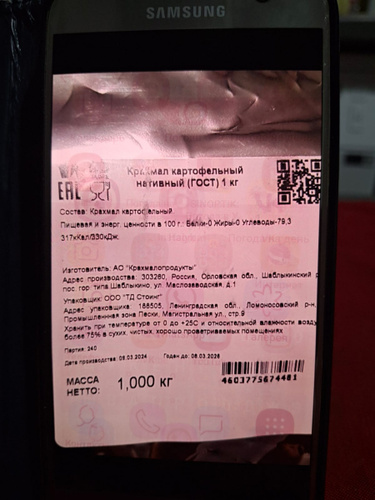 SAMSUNG
Крахмал картофельный
нативный (ГОСТ) 1 кг
EAC
Состав: Крахмал картофельный
Пищевая и энерг. ценности в 100 г.: Белки-0 Жиры-0 Углеводы-79,3
317кКал/330кДж.
Изготовитель: АО "Крахмалопродукты"
Адрес производства: 303260, Россия, Орловская обл., Шаблыкинский р
пос. гор. типа Шаблыкино, ул. Маслозаводская, д.1
Упаковщик: ООО "ТД Стоинг"
Адрес упаковщика: 188505, Ленинградская обл., Ломоносовский р-н
Промышленная зона Пески, Магистральная ул., стр.9
Хранить при температуре от 0 до +25С и относительной влажности возду
более 75% в сухих, чистых, хорошо проветриваемых помещениях
Партия: 240
Дата производства: 06.03.2024 Годен до: 06.03.2026
МАССА
НЕТТО: 1,000 кг
4603775674481